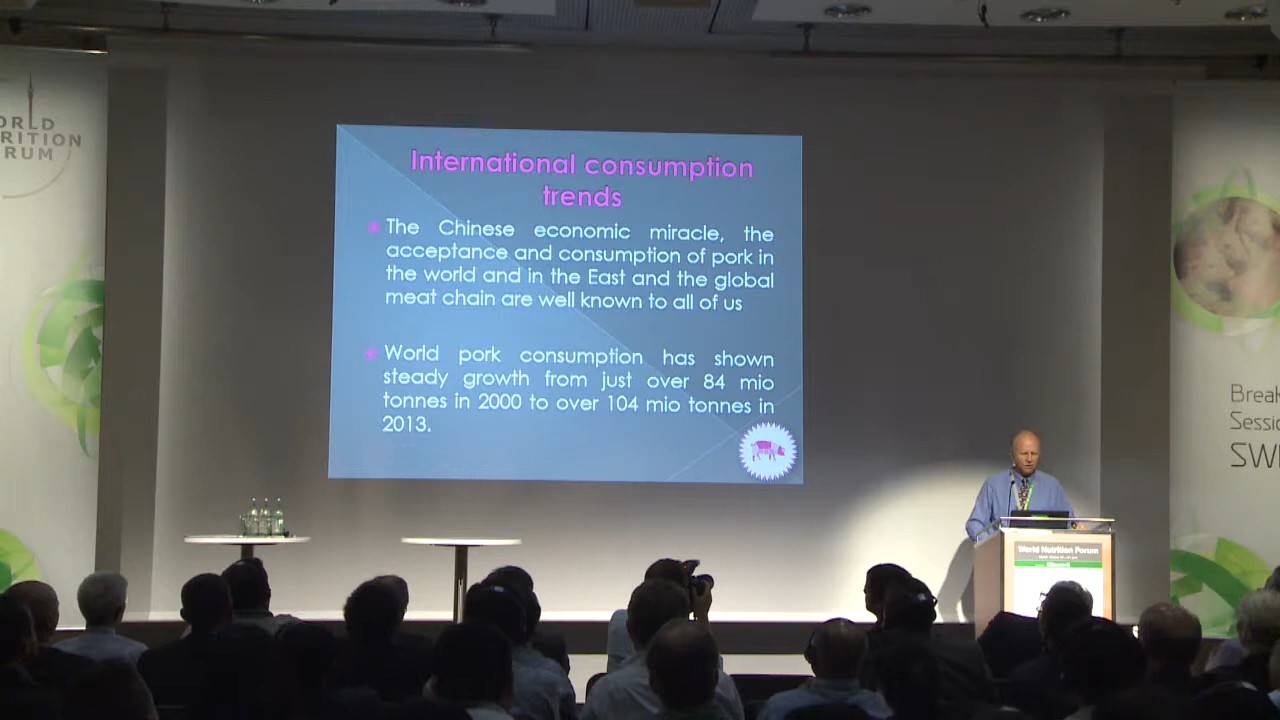 International consumption
trends
The Chinese economic miracle, the
acceptance and consumption of pork in
the world and in the East and the global
meat chain are well known to all of us
World pork consumption has shown
steady growth from just over 84 mio
tonnes in 2000 to over 104 mio tonnes in
2013.
ORLD
RITION
RUM
Break
Sessio
SWI
World Nutrition Forum